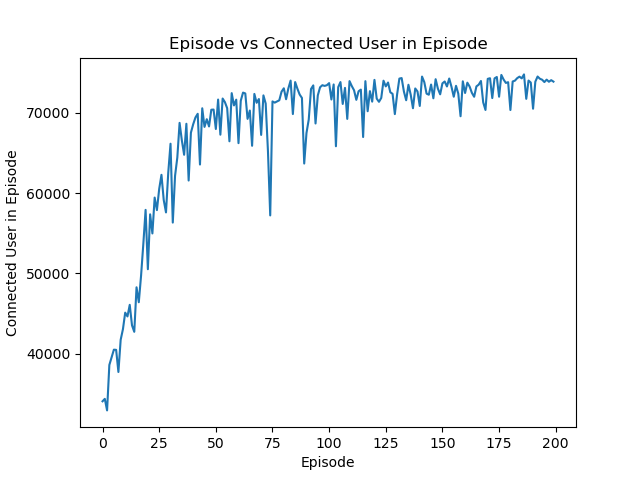 Episode vs Connected User in Episode
Connected User in Episode
70000
60000
50000
40000
0 25 50 75 100 125 150 175 200
Episode